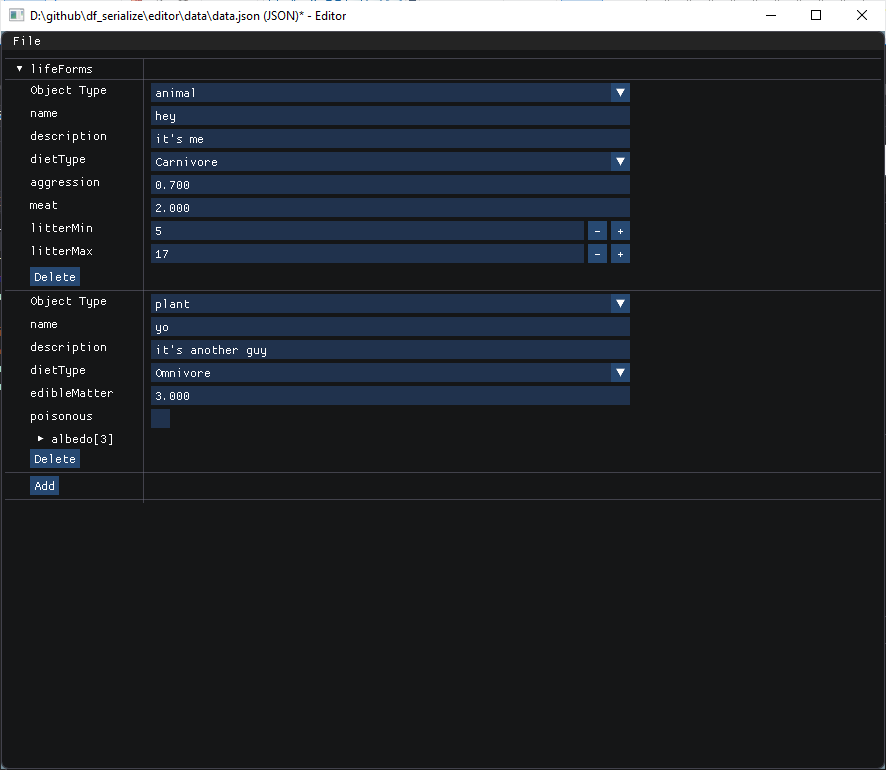 D:\github\df_serialize\editor\data\data.json (JSON)* - Editor
File
lifeForms
Object Type animal
name hey
description it's me
dietType Carnivore
aggression 0.700
meat 2.000
litterMin 5 - +
litterMax 17 - +
Delete
Object Type plant
name yo
description it's another guy
dietType Omnivore
edibleMatter 3.000
poisonous
albedo[3]
Delete
Add